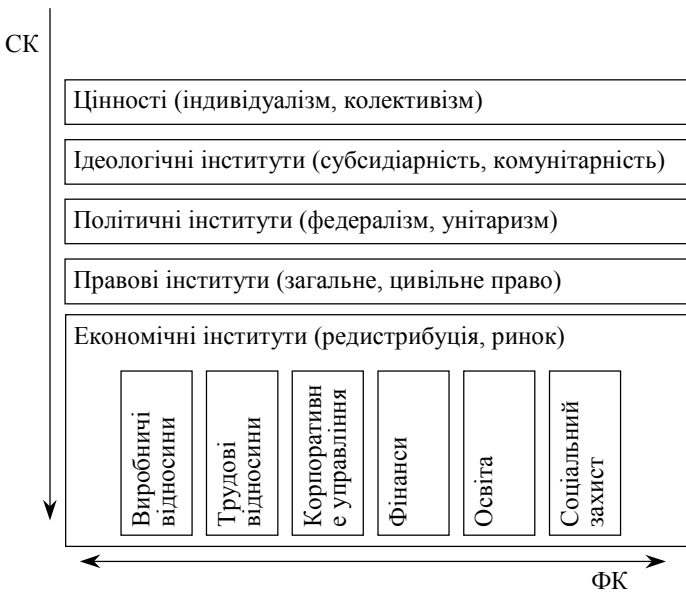 СК
Цінності (індивідуалізм, колективізм)
Ідеологічні інститути (субсидіарність, комунітарність)
Політичні інститути (федералізм, унітаризм)
Правові інститути (загальне, цивільне право)
Економічні інститути (редистрибуція, ринок)
Виробничі
відносини
Трудові
відносини
Корпоративн
е управління
Фінанси
Освіта
Соціальний
захист
ФК